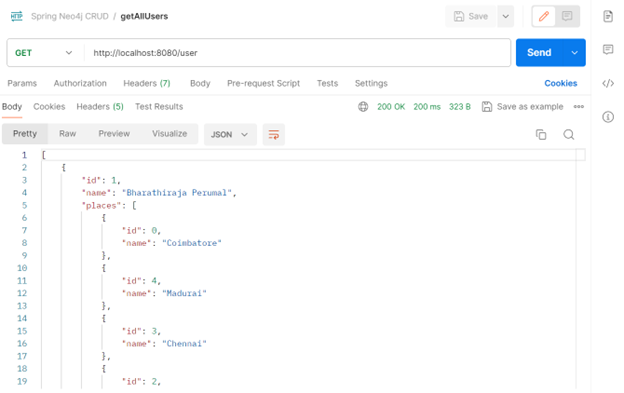 HTTP Spring Neo4j CRUD / getAllUsers Save
GET http://localhost:8080/user Send
Params Authorization Headers (7) Body Pre-request Script Tests Settings Cookies
Body Cookies Headers (5) Test Results 200 OK 200 ms 323 B Save as example
Pretty Raw Preview Visualize JSON
1 [
2 {
3 "id": 1,
4 "name": "Bharathiraja Perumal",
5 "places": [
6 {
7 "id": 0,
8 "name": "Coimbatore"
9 },
10 {
11 "id": 4,
12 "name": "Madurai"
13 },
14 {
15 "id": 3,
16 "name": "Chennai"
17 },
18 {
19 "id": 2,